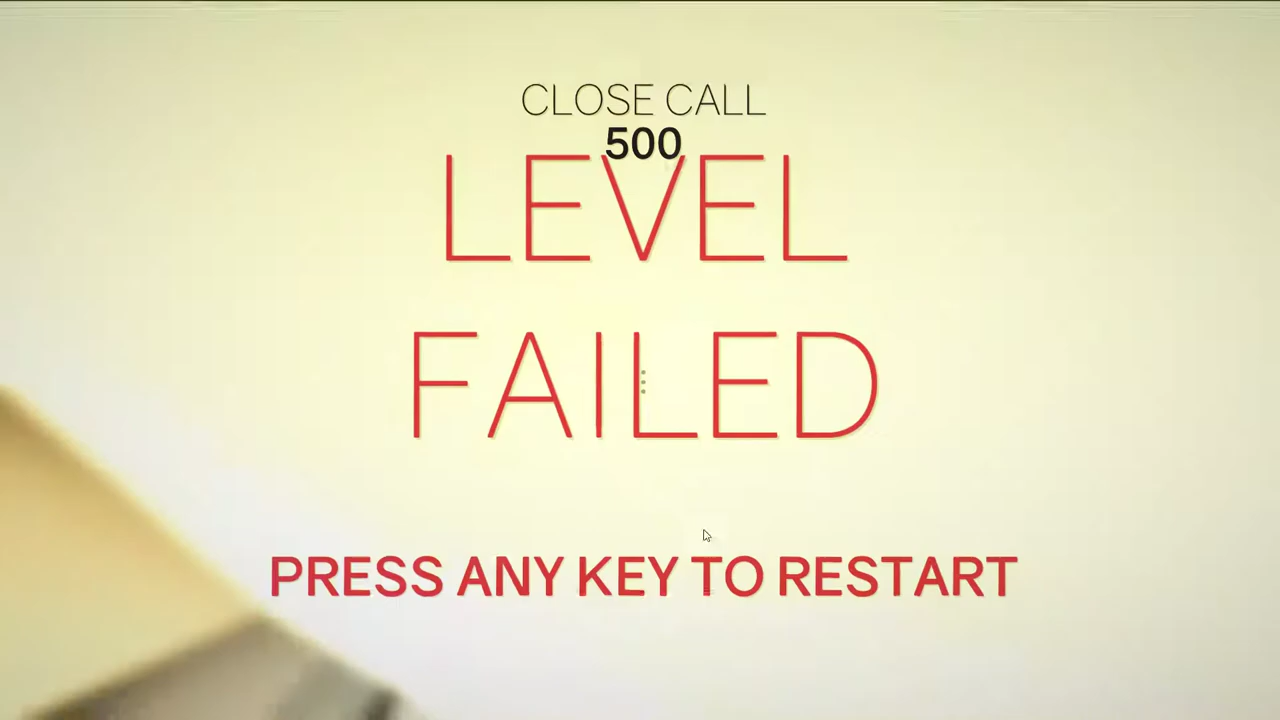 CLOSE CALL
500
LEVEL
FAILED
PRESS ANY KEY TO RESTART